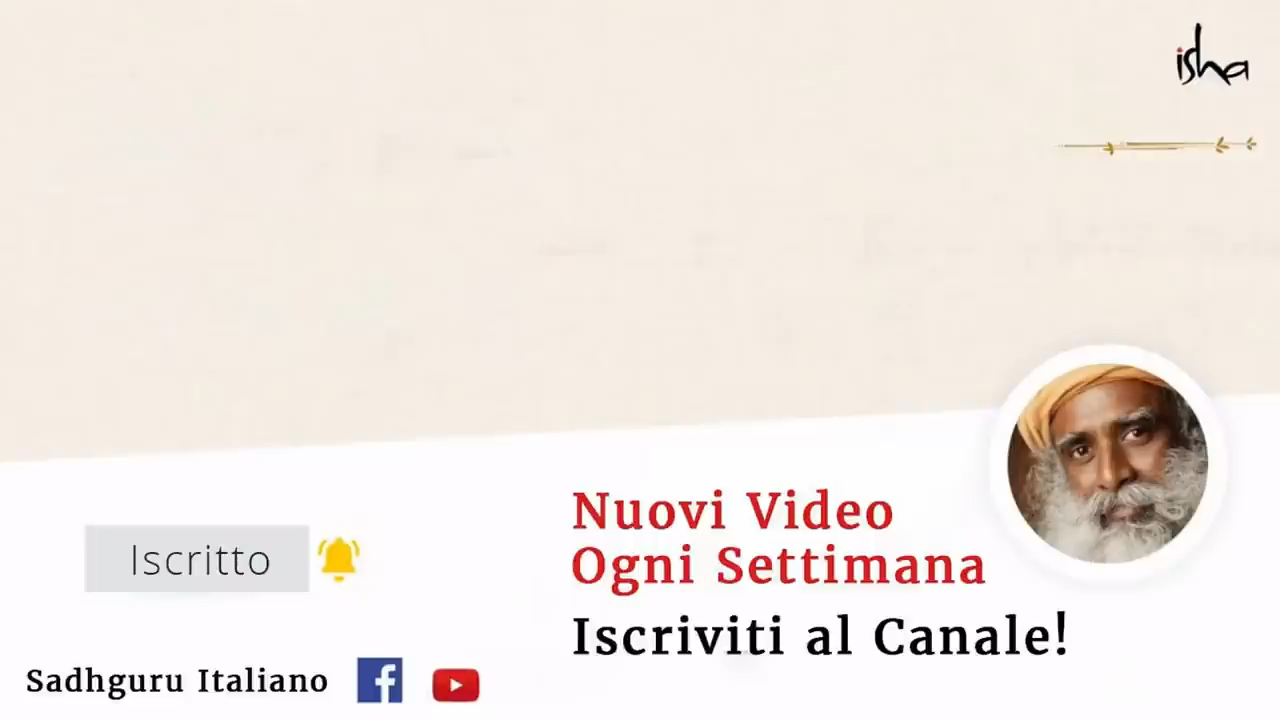 isha
Nuovi Video
Ogni Settimana
Iscritto
Iscriviti al Canale!
Sadhguru Italiano